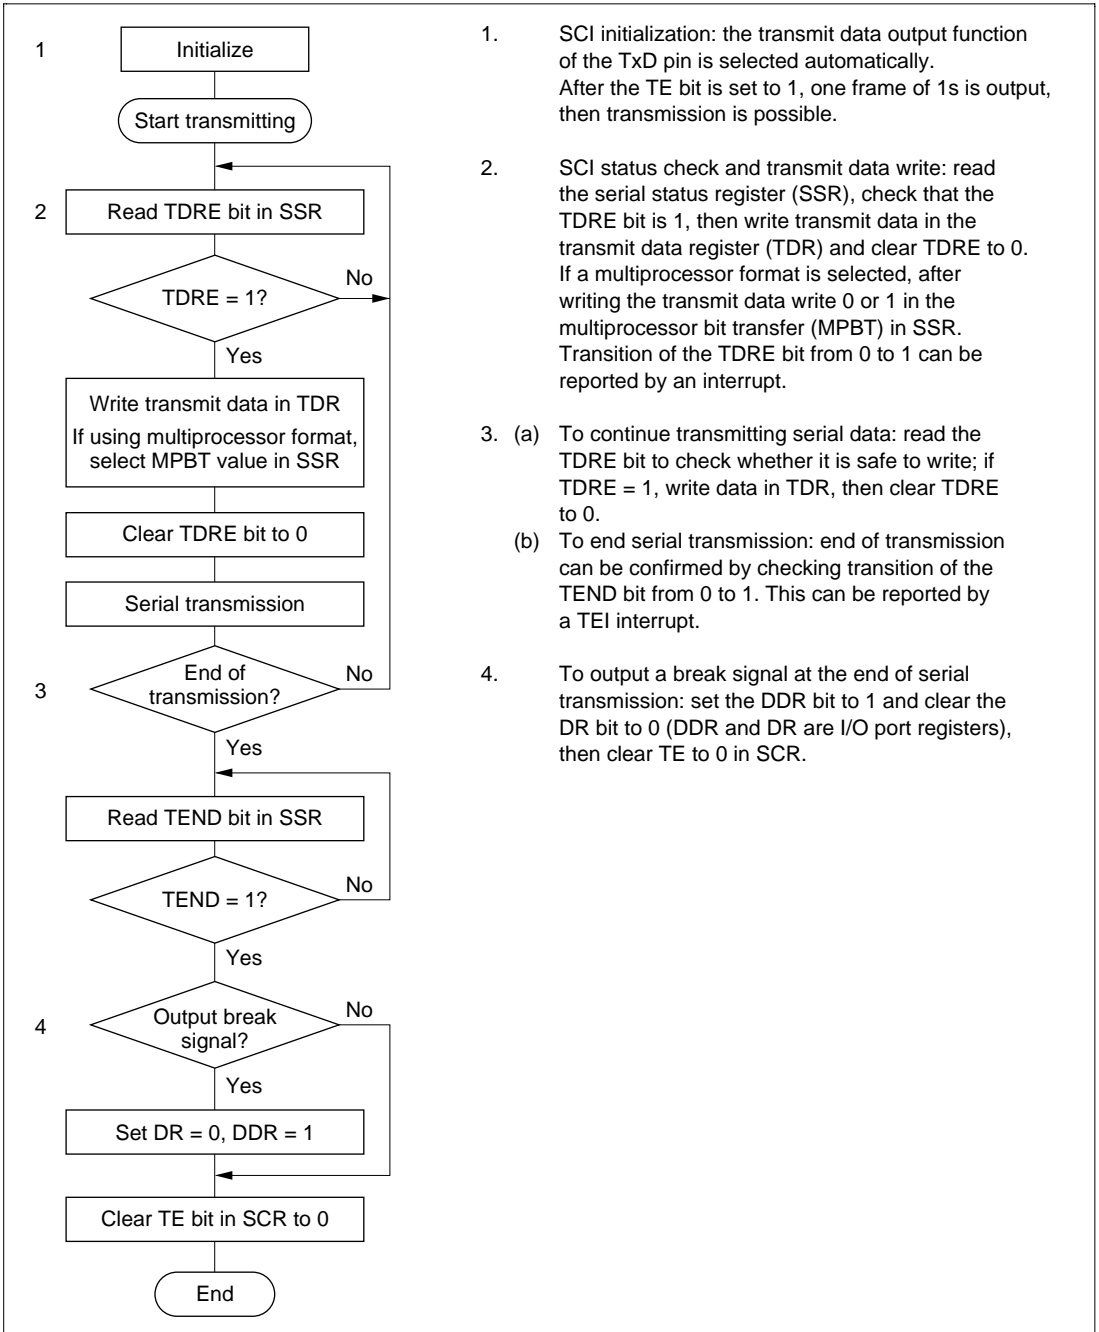 1
Initialize
Start transmitting
2
Read TDRE bit in SSR
TDRE = 1?
No
Yes
Write transmit data in TDR
If using multiprocessor format,
select MPBT value in SSR
Clear TDRE bit to 0
Serial transmission
3
End of
transmission?
No
Yes
Read TEND bit in SSR
TEND = 1?
No
Yes
4
Output break
signal?
No
Yes
Set DR = 0, DDR = 1
Clear TE bit in SCR to 0
End
1. SCI initialization: the transmit data output function
of the TxD pin is selected automatically.
After the TE bit is set to 1, one frame of 1s is output,
then transmission is possible.
2. SCI status check and transmit data write: read
the serial status register (SSR), check that the
TDRE bit is 1, then write transmit data in the
transmit data register (TDR) and clear TDRE to 0.
If a multiprocessor format is selected, after
writing the transmit data write 0 or 1 in the
multiprocessor bit transfer (MPBT) in SSR.
Transition of the TDRE bit from 0 to 1 can be
reported by an interrupt.
3. (a) To continue transmitting serial data: read the
TDRE bit to check whether it is safe to write; if
TDRE = 1, write data in TDR, then clear TDRE
to 0.
(b) To end serial transmission: end of transmission
can be confirmed by checking transition of the
TEND bit from 0 to 1. This can be reported by
a TEI interrupt.
4. To output a break signal at the end of serial
transmission: set the DDR bit to 1 and clear the
DR bit to 0 (DDR and DR are I/O port registers),
then clear TE to 0 in SCR.